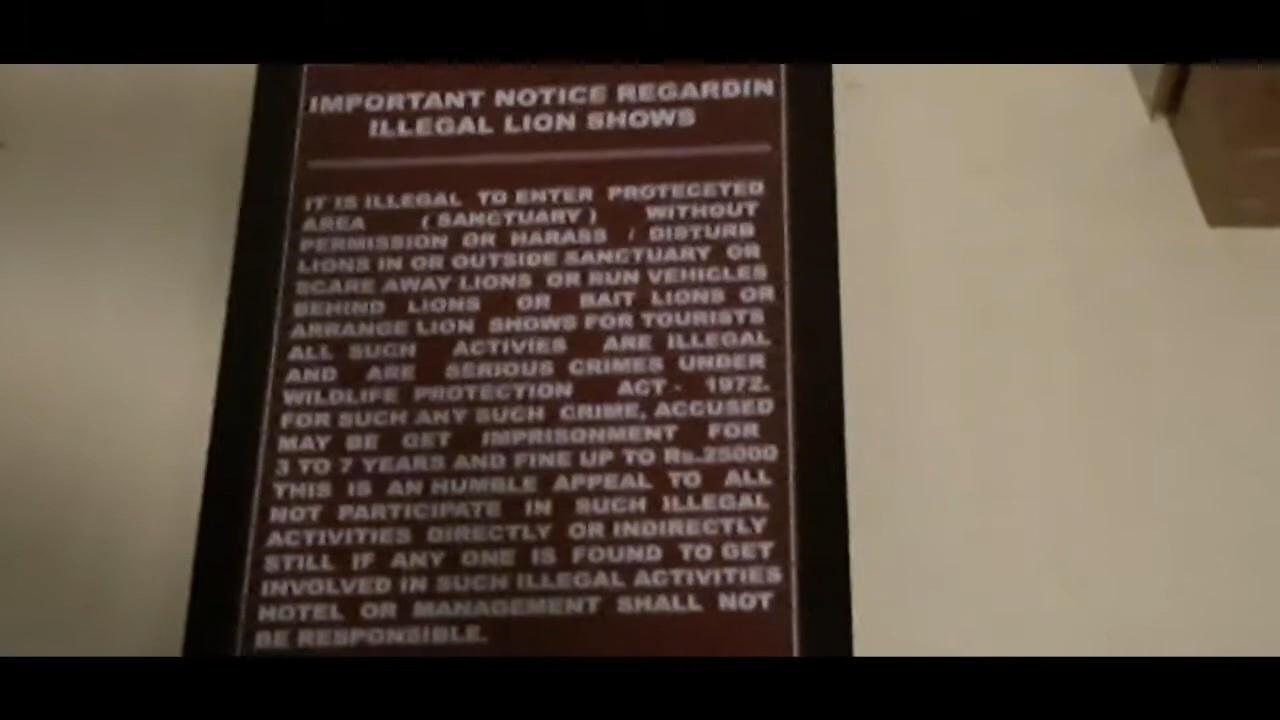 IMPORTANT NOTICE REGARDIN
ILLEGAL LION SHOWS
IT IS ILLEGAL TO ENTER PROTECETED
AREA ( SANCTUARY ) WITHOUT
PERMISSION OR HARASS / DISTURB
LIONS IN OR OUTSIDE SANCTUARY OR
SCARE AWAY LIONS OR RUN VEHICLES
BEHIND LIONS OR BAIT LIONS OR
ARRANGE LION SHOWS FOR TOURISTS
ALL SUCH ACTIVIES ARE ILLEGAL
AND ARE SERIOUS CRIMES UNDER
WILDLIFE PROTECTION ACT - 1972.
FOR SUCH ANY SUCH CRIME, ACCUSED
MAY BE GET IMPRISONMENT FOR
3 TO 7 YEARS AND FINE UP TO Rs.25000
THIS IS AN HUMBLE APPEAL TO ALL
NOT PARTICIPATE IN SUCH ILLEGAL
ACTIVITIES DIRECTLY OR INDIRECTLY
STILL IF ANY ONE IS FOUND TO GET
INVOLVED IN SUCH ILLEGAL ACTIVITIES
HOTEL OR MANAGEMENT SHALL NOT
BE RESPONSIBLE.